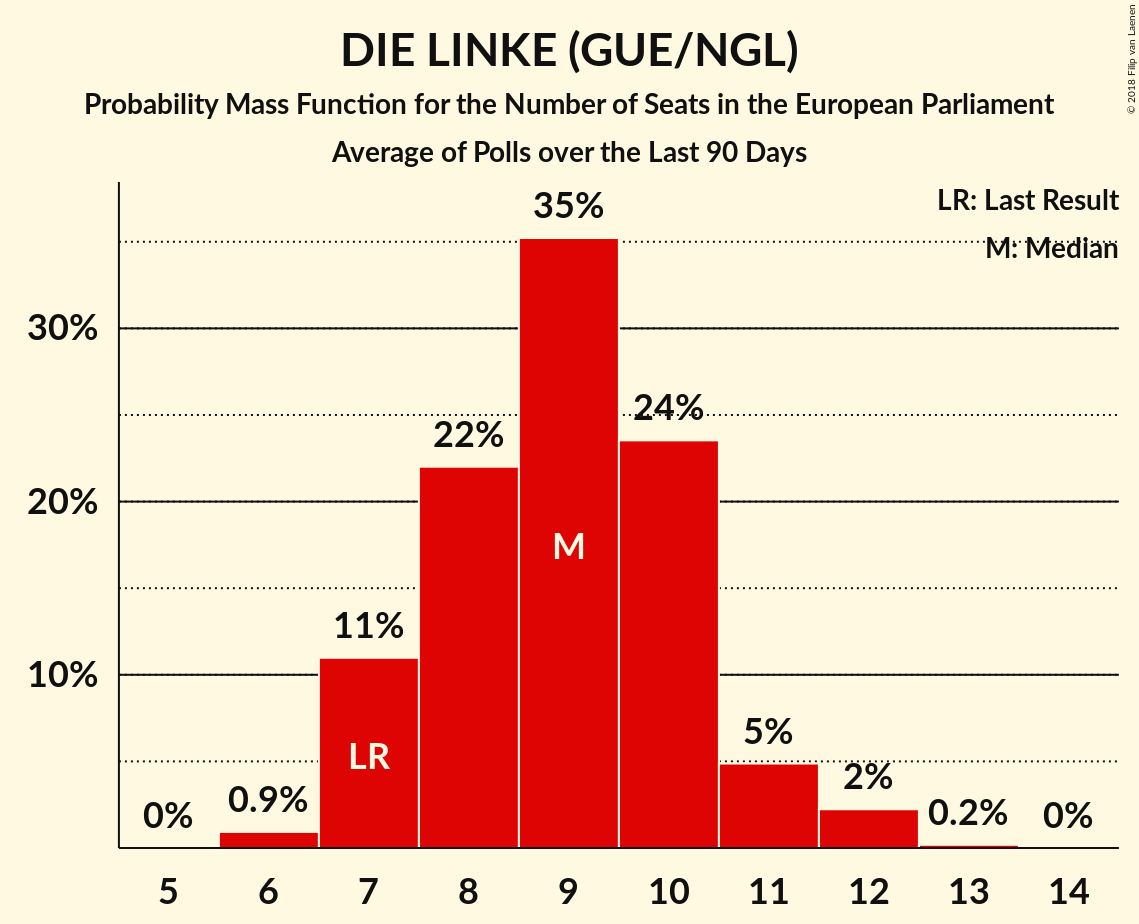 DIE LINKE (GUE/NGL)
Probability Mass Function for the Number of Seats in the European Parliament
Average of Polls over the Last 90 Days
© 2018 Filip van Laenen
LR: Last Result
M: Median
35%
30%
24%
22%
20%
M
11%
10%
LR
5%
2%
0.9%
0.2%
0%
0%
5 6 7 8 9 10 11 12 13 14